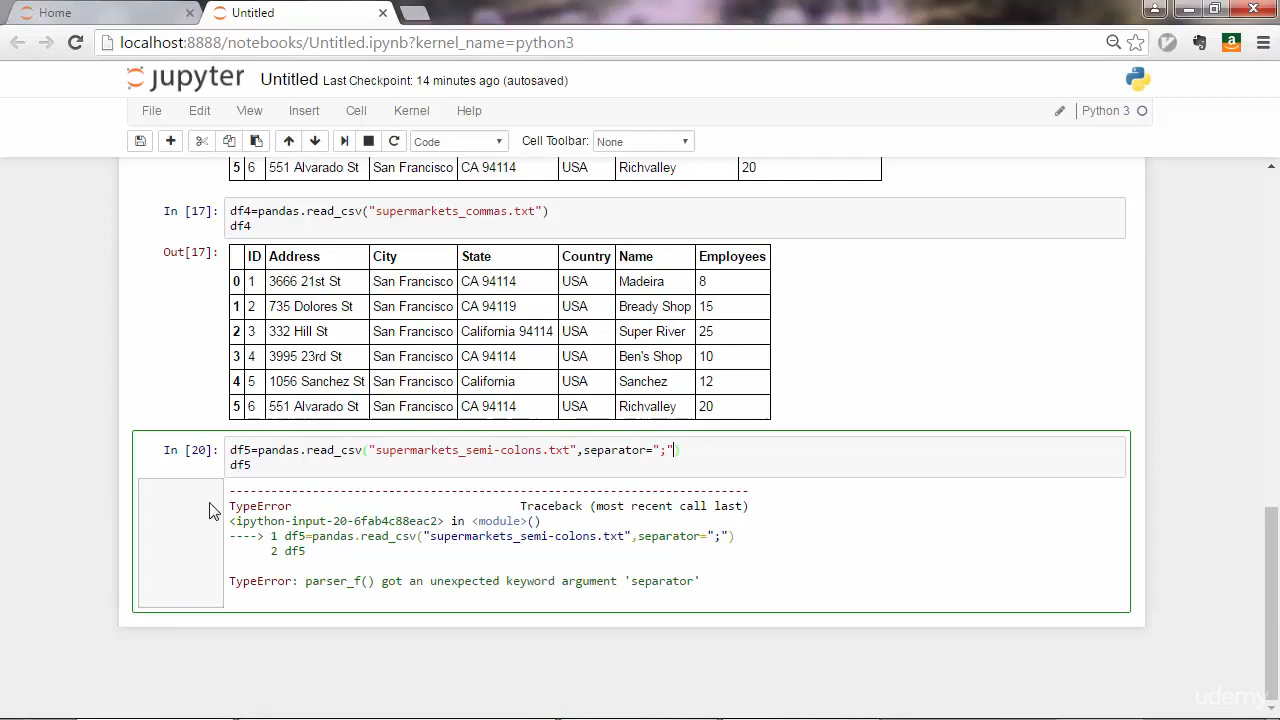 Home
Untitled
localhost:8888/notebooks/Untitled.ipynb?kernel_name=python3
jupyter Untitled Last Checkpoint: 14 minutes ago (autosaved)
File Edit View Insert Cell Kernel Help Python 3
Code Cell Toolbar: None
5 6 551 Alvarado St San Francisco CA 94114 USA Richvalley 20
In [17]: df4=pandas.read_csv("supermarkets_commas.txt")
df4
Out[17]: ID Address City State Country Name Employees
0 1 3666 21st St San Francisco CA 94114 USA Madeira 8
1 2 735 Dolores St San Francisco CA 94119 USA Bready Shop 15
2 3 332 Hill St San Francisco California 94114 USA Super River 25
3 4 3995 23rd St San Francisco CA 94114 USA Ben's Shop 10
4 5 1056 Sanchez St San Francisco California USA Sanchez 12
5 6 551 Alvarado St San Francisco CA 94114 USA Richvalley 20
In [20]: df5=pandas.read_csv("supermarkets_semi-colons.txt",separator=";")
df5
---------------------------------------------------------------------------
TypeError Traceback (most recent call last)
<ipython-input-20-6fab4c88eac2> in <module>()
----> 1 df5=pandas.read_csv("supermarkets_semi-colons.txt",separator=";")
2 df5
TypeError: parser_f() got an unexpected keyword argument 'separator'
udemy